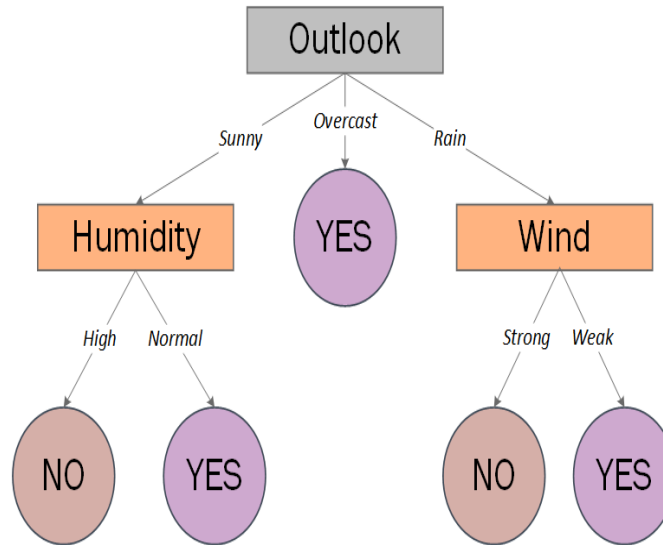 Outlook
Sunny
Overcast
Rain
Humidity
YES
Wind
High
Normal
Strong
Weak
NO
YES
NO
YES